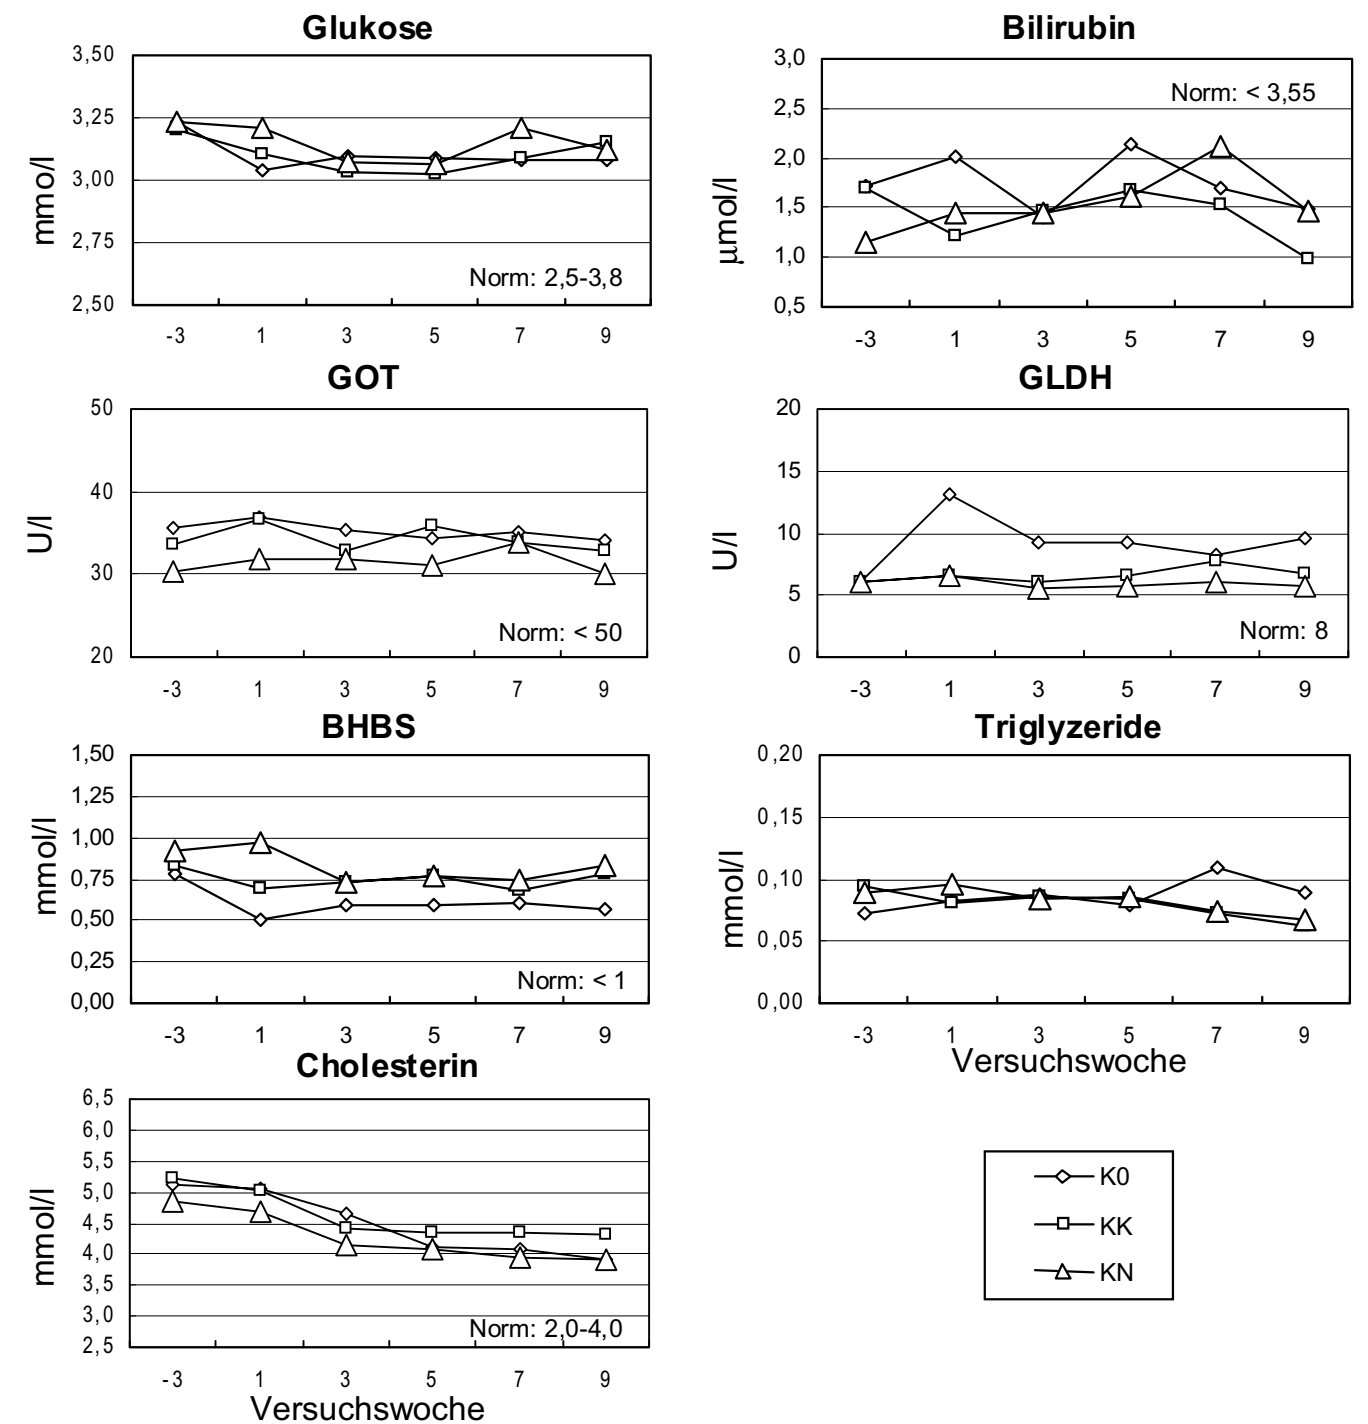 Glukose
3,50
3,25
3,00
2,75
2,50
mmo/l
Norm: 2,5-3,8
-3 1 3 5 7 9
Bilirubin
3,0
2,5
2,0
1,5
1,0
0,5
µmol/l
Norm: < 3,55
-3 1 3 5 7 9
GOT
50
40
30
20
U/l
Norm: < 50
-3 1 3 5 7 9
GLDH
20
15
10
5
0
U/l
Norm: 8
-3 1 3 5 7 9
BHBS
1,50
1,25
1,00
0,75
0,50
0,25
0,00
mmol/l
Norm: < 1
-3 1 3 5 7 9
Triglyzeride
0,20
0,15
0,10
0,05
0,00
mmol/l
-3 1 3 5 7 9
Versuchswoche
Cholesterin
6,5
6,0
5,5
5,0
4,5
4,0
3,5
3,0
2,5
mmol/l
Norm: 2,0-4,0
-3 1 3 5 7 9
Versuchswoche
K0
KK
KN